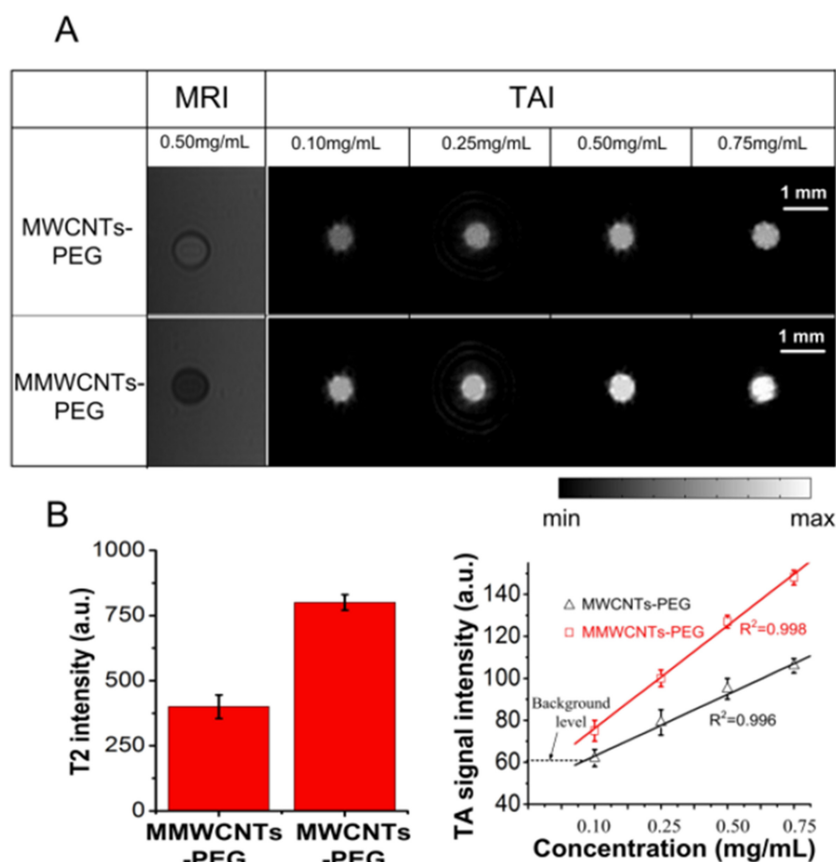 A
MRI TAI
0.50mg/mL 0.10mg/mL 0.25mg/mL 0.50mg/mL 0.75mg/mL
MWCNTs-
PEG
1 mm
MMWCNTs-
PEG
1 mm
min max
B
T2 intensity (a.u.)
1000
750
500
250
0
MMWCNTs
-PEG
MWCNTs
-PEG
TA signal intensity (a.u.)
140
120
100
80
60
40
MWCNTs-PEG
MMWCNTs-PEG
R²=0.998
Background
level
R²=0.996
0.10 0.25 0.50 0.75
Concentration (mg/mL)